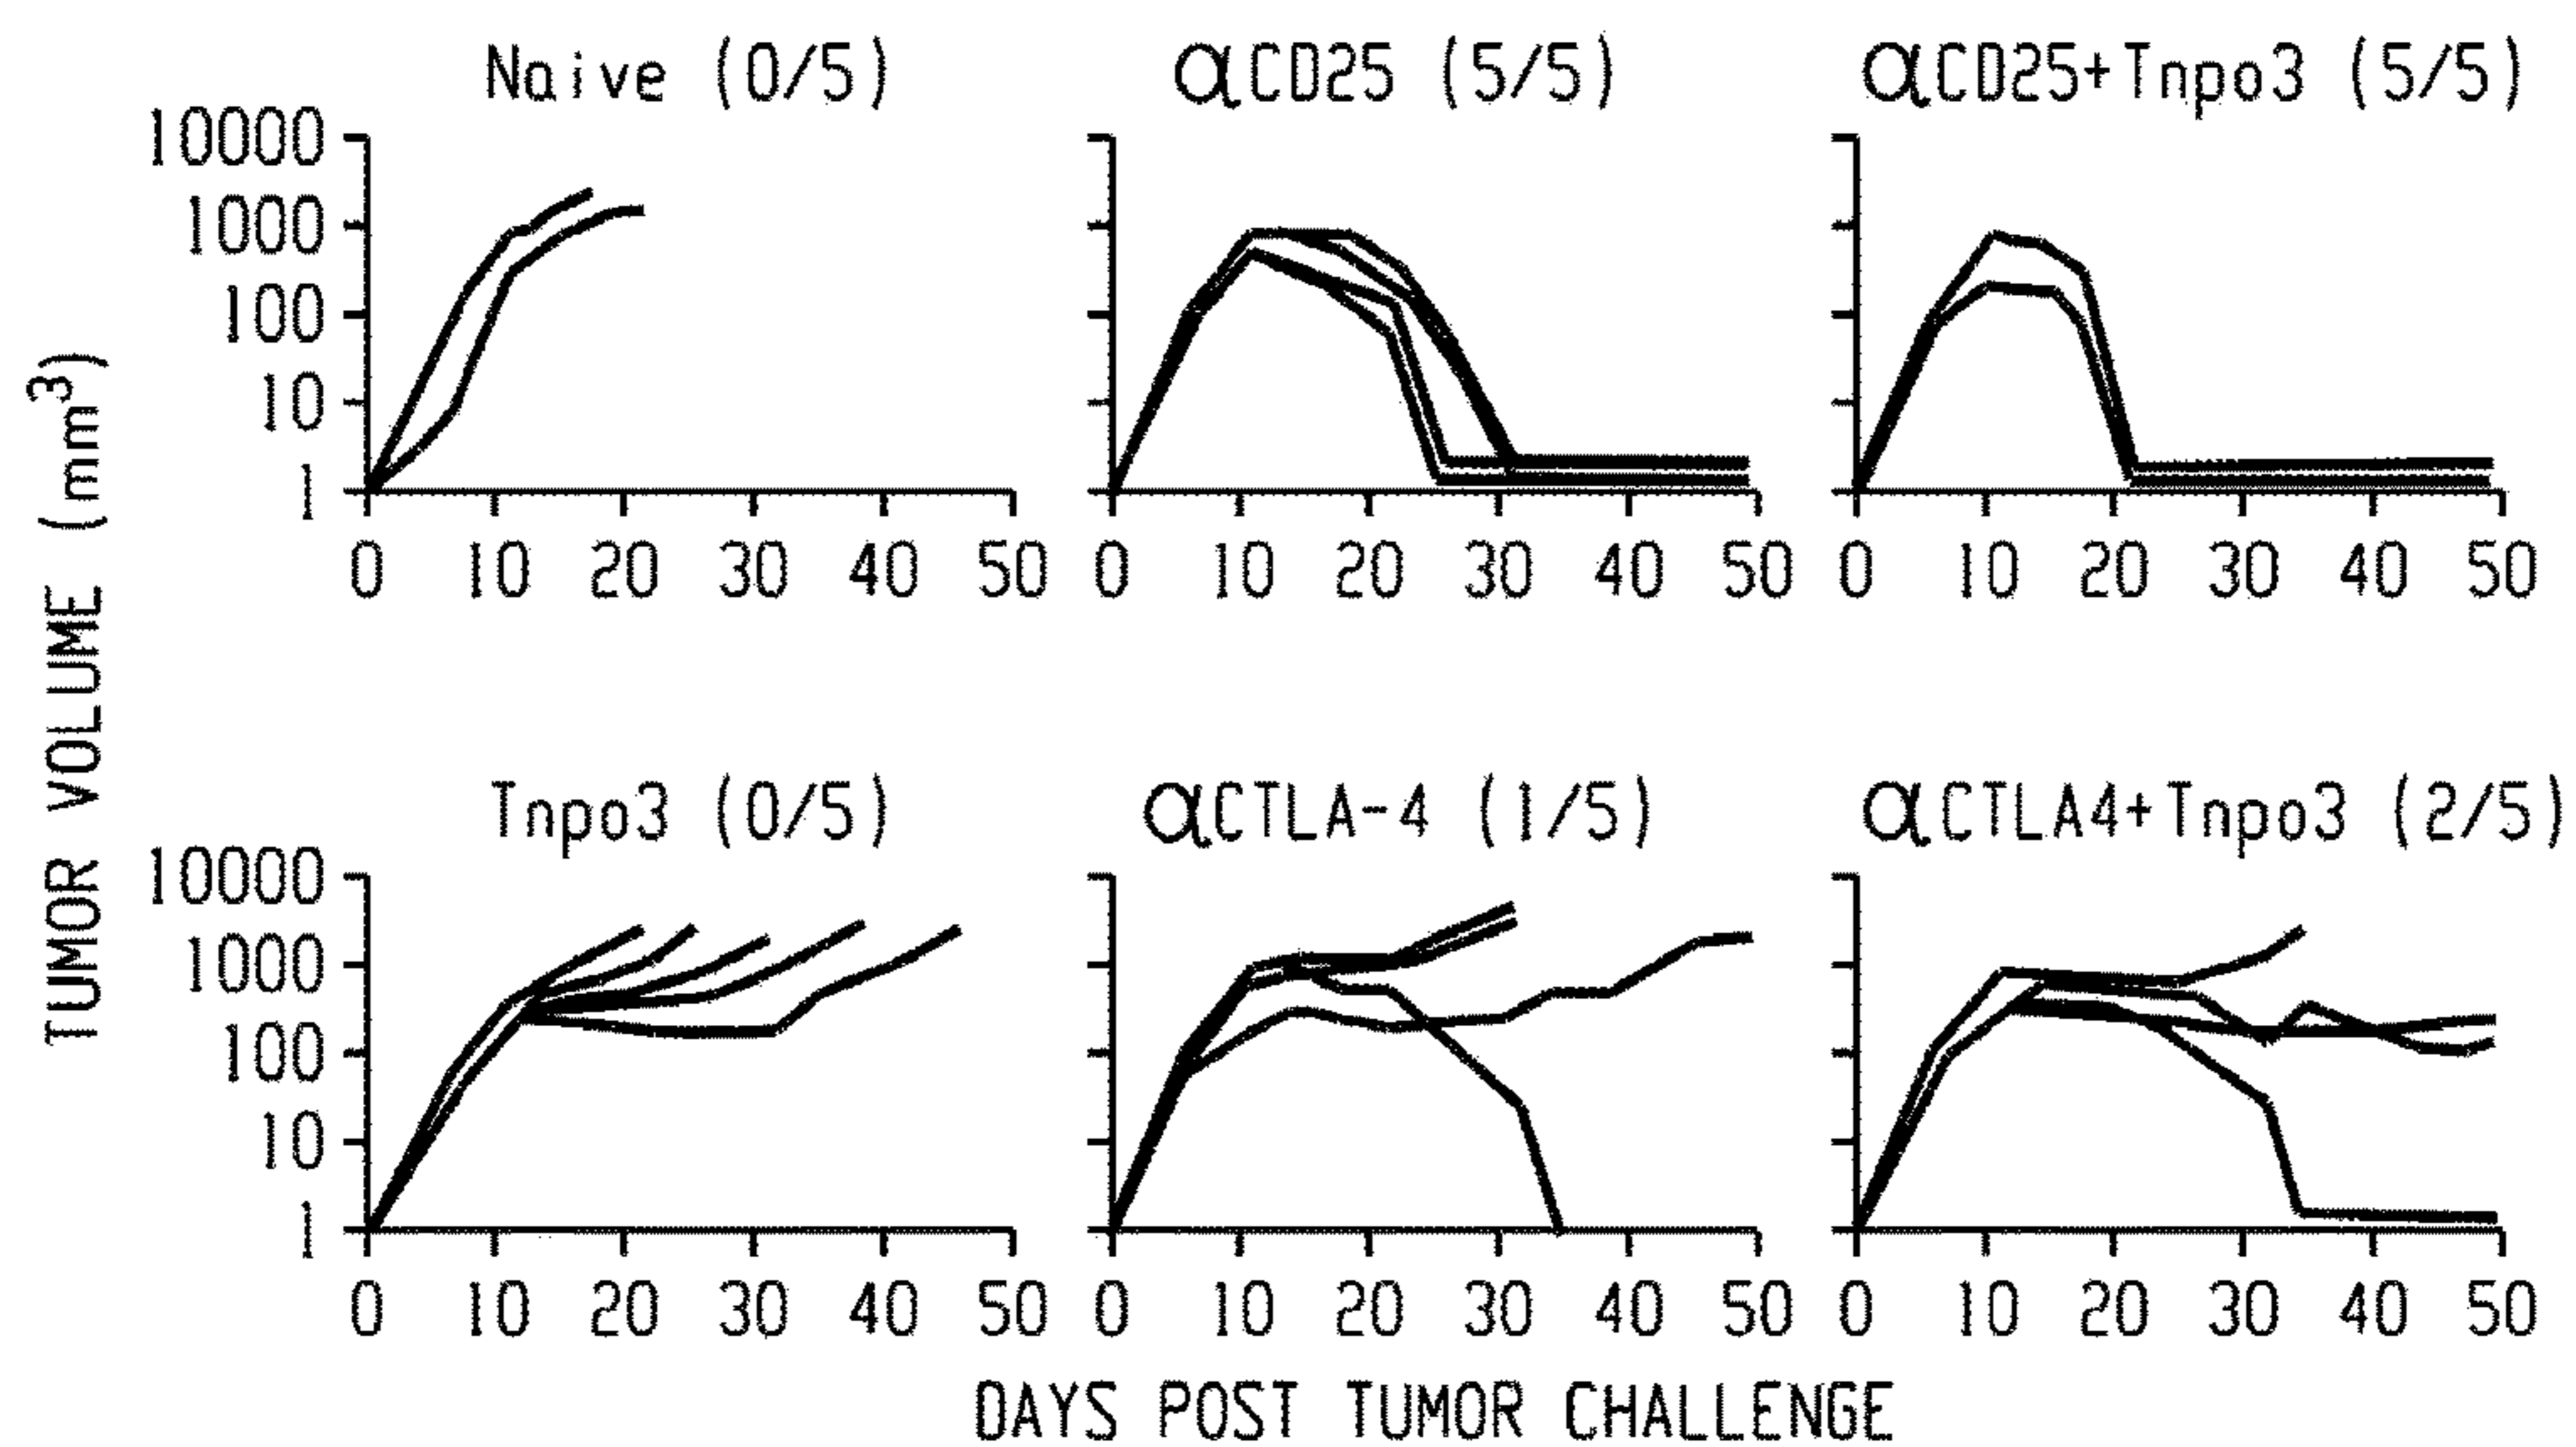 Naive (0/5)
αCD25 (5/5)
αCD25+Tnpo3 (5/5)
10000
1000
100
10
1
0 10 20 30 40 50
0 10 20 30 40 50
0 10 20 30 40 50
TUMOR VOLUME (mm³)
Tnpo3 (0/5)
αCTLA-4 (1/5)
αCTLA4+Tnpo3 (2/5)
10000
1000
100
10
1
0 10 20 30 40 50
0 10 20 30 40 50
0 10 20 30 40 50
DAYS POST TUMOR CHALLENGE